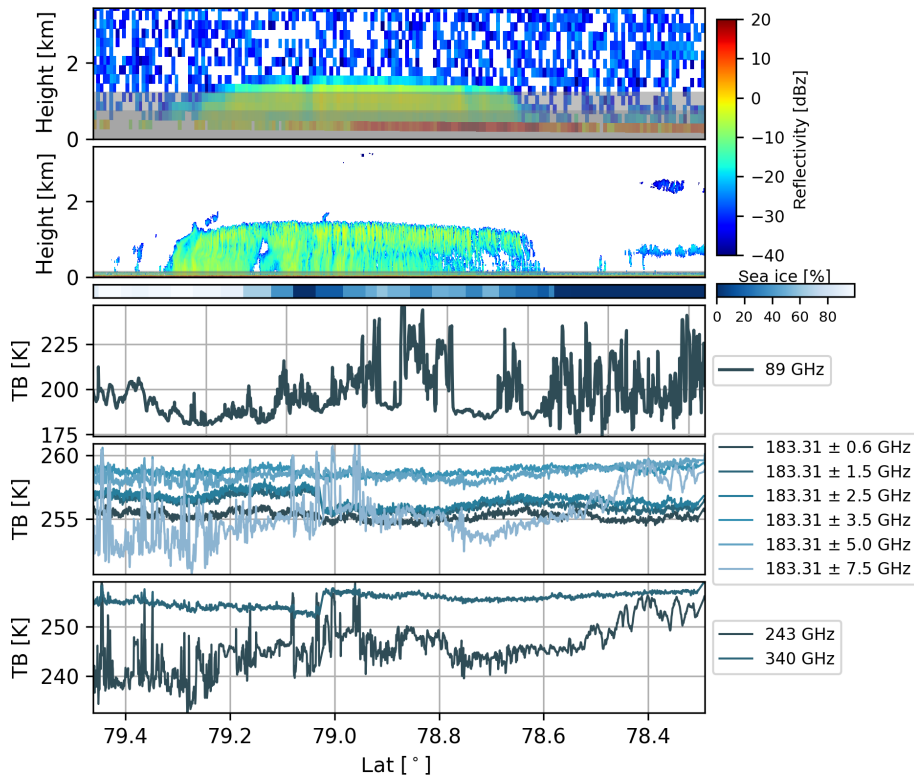 Height [km]
2
0
Height [km]
2
0
20
10
0
−10
−20
−30
−40
Reflectivity [dBz]
Sea ice [%]
0 20 40 60 80
TB [K]
225
200
175
89 GHz
TB [K]
260
255
183.31 ± 0.6 GHz
183.31 ± 1.5 GHz
183.31 ± 2.5 GHz
183.31 ± 3.5 GHz
183.31 ± 5.0 GHz
183.31 ± 7.5 GHz
TB [K]
250
240
243 GHz
340 GHz
79.4 79.2 79.0 78.8 78.6 78.4
Lat [°]